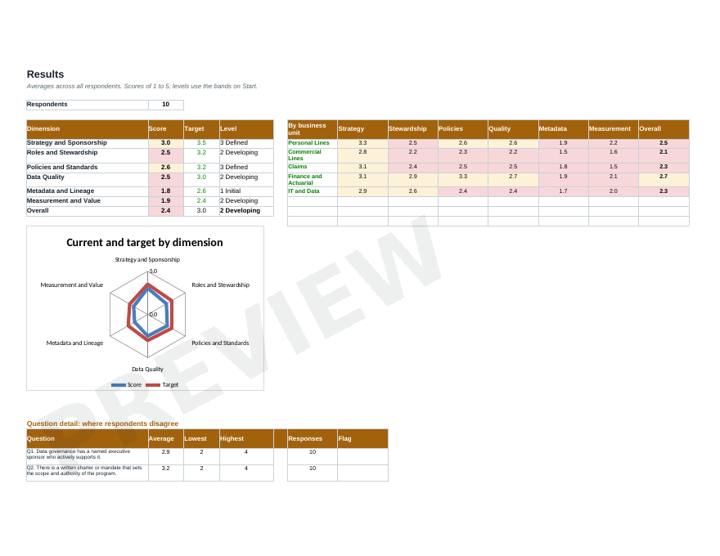 Results
Averages across all respondents. Scores of 1 to 5; levels use the bands on Start.
Respondents 10
Dimension Score Target Level
Strategy and Sponsorship 3.0 3.5 3 Defined
Roles and Stewardship 2.5 3.2 2 Developing
Policies and Standards 2.6 3.2 3 Defined
Data Quality 2.5 3.0 2 Developing
Metadata and Lineage 1.8 2.6 1 Initial
Measurement and Value 1.9 2.4 2 Developing
Overall 2.4 3.0 2 Developing
By business unit Strategy Stewardship Policies Quality Metadata Measurement Overall
Personal Lines 3.3 2.5 2.6 2.6 1.9 2.2 2.5
Commercial Lines 2.8 2.2 2.3 2.2 1.5 1.6 2.1
Claims 3.1 2.4 2.5 2.5 1.8 1.5 2.3
Finance and Actuarial 3.1 2.9 3.3 2.7 1.9 2.1 2.7
IT and Data 2.9 2.6 2.4 2.4 1.7 2.0 2.3
Current and target by dimension
Strategy and Sponsorship
5.0
Measurement and Value Roles and Stewardship
0.0
Metadata and Lineage Policies and Standards
Data Quality
Score Target
PREVIEW
Question detail: where respondents disagree
Question Average Lowest Highest Responses Flag
Q1. Data governance has a named executive
sponsor who actively supports it. 2.9 2 4 10
Q2. There is a written charter or mandate that sets
the scope and authority of the program. 3.2 2 4 10